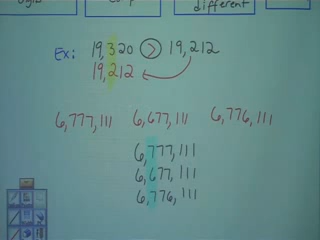 different
Ex: 19,320 > 19,212
19,212
6,777,111 6,677,111 6,776,111
6,777,111
6,677,111
6,776,111